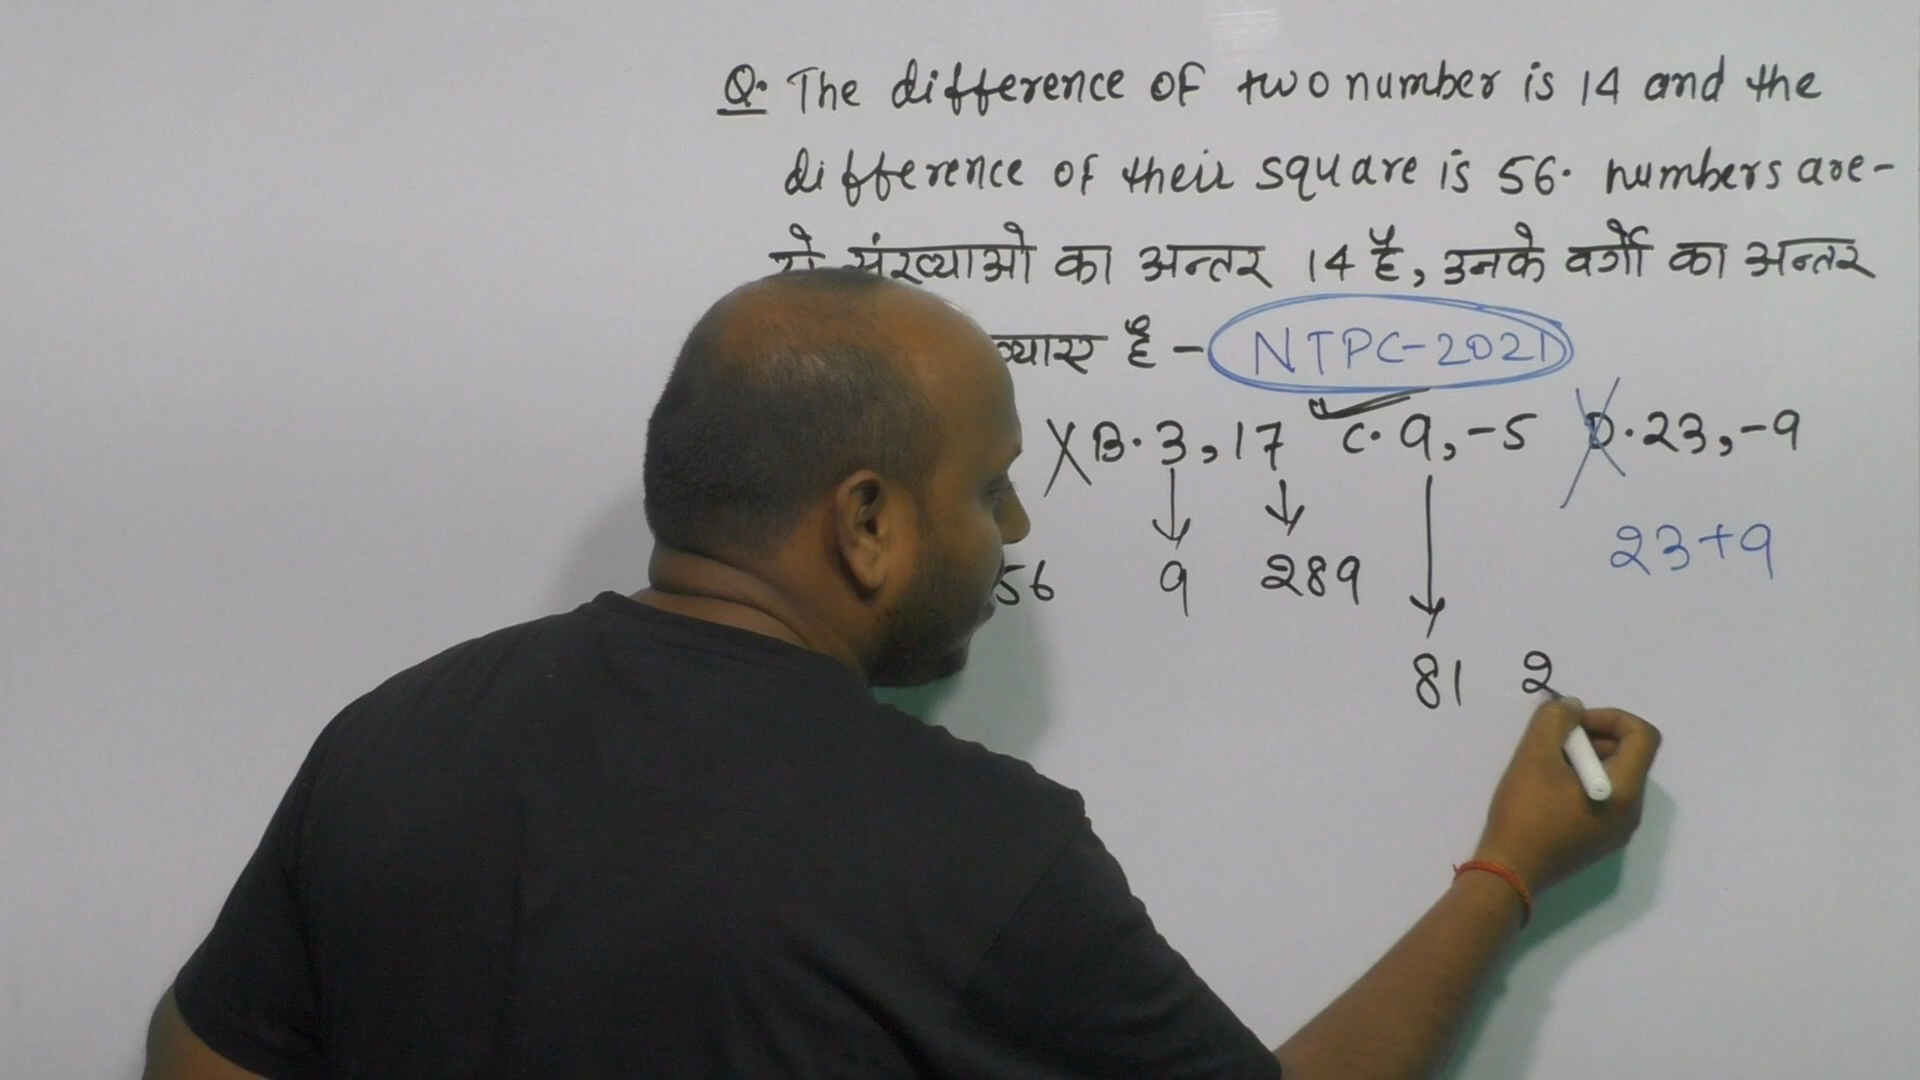 Q. The difference of two number is 14 and the
difference of their square is 56. numbers are-
संख्याओ का अन्तर 14 है, उनके वर्गो का अन्तर
है - NTPC-2021
B. 3, 17 C. 9, -5 D. 23, -9
23+9
56 9 289
81 2